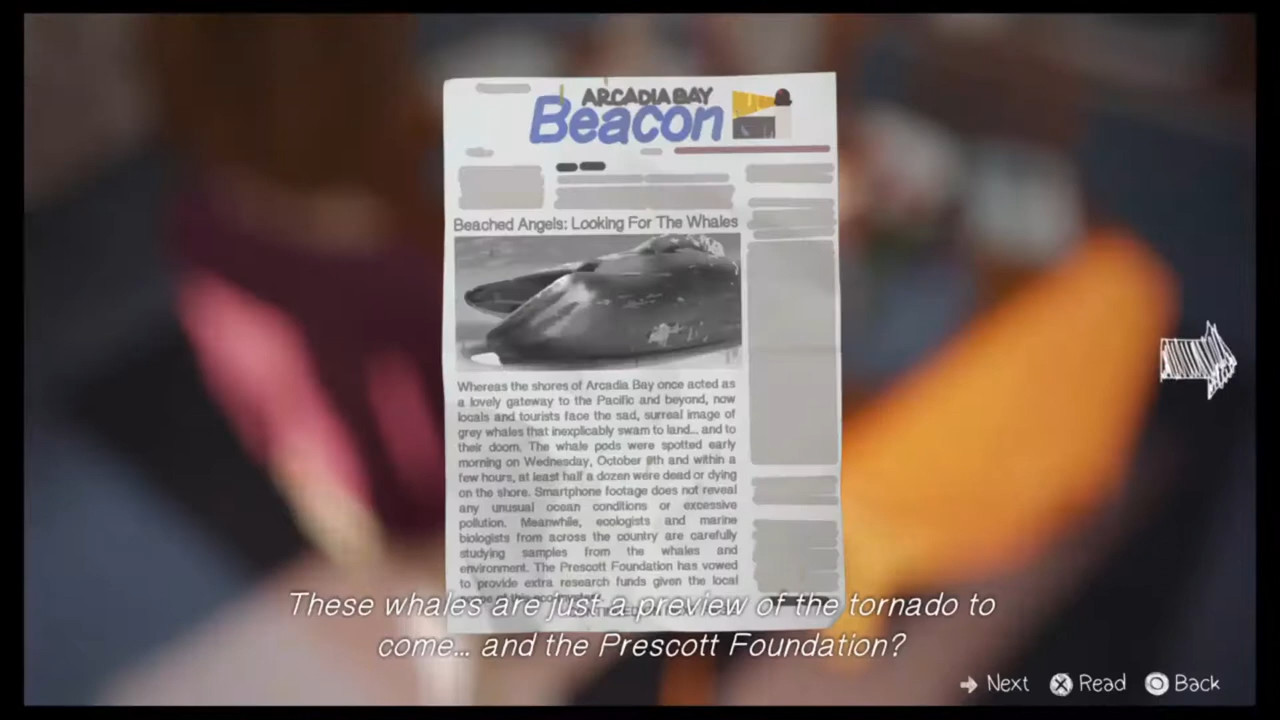 ARCADIA BAY
Beacon
Beached Angels: Looking For The Whales
Whereas the shores of Arcadia Bay once acted as
a lovely gateway to the Pacific and beyond, now
locals and tourists face the sad, surreal image of
grey whales that inexplicably swam to land... and to
their doom. The whale pods were spotted early
morning on Wednesday, October 9th and within a
few hours, at least half a dozen were dead or dying
on the shore. Smartphone footage does not reveal
any unusual ocean conditions or excessive
pollution. Meanwhile, ecologists and marine
biologists from across the country are carefully
studying samples from the whales and
environment. The Prescott Foundation has vowed
to provide extra research funds given the local
These whales are just a preview of the tornado to
come... and the Prescott Foundation?
Next Read Back